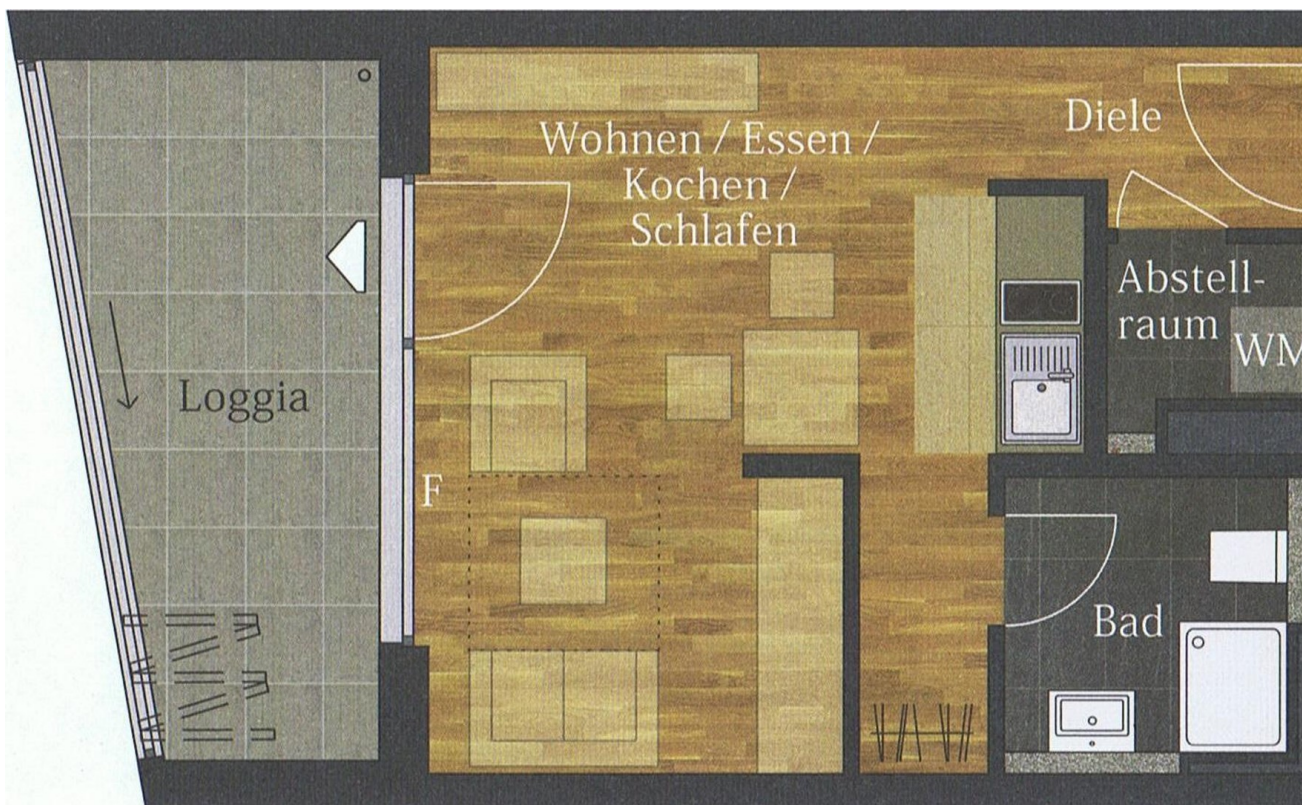 Diele
Wohnen / Essen /
Kochen /
Schlafen
Abstell-
raum
WM
Loggia
F
Bad